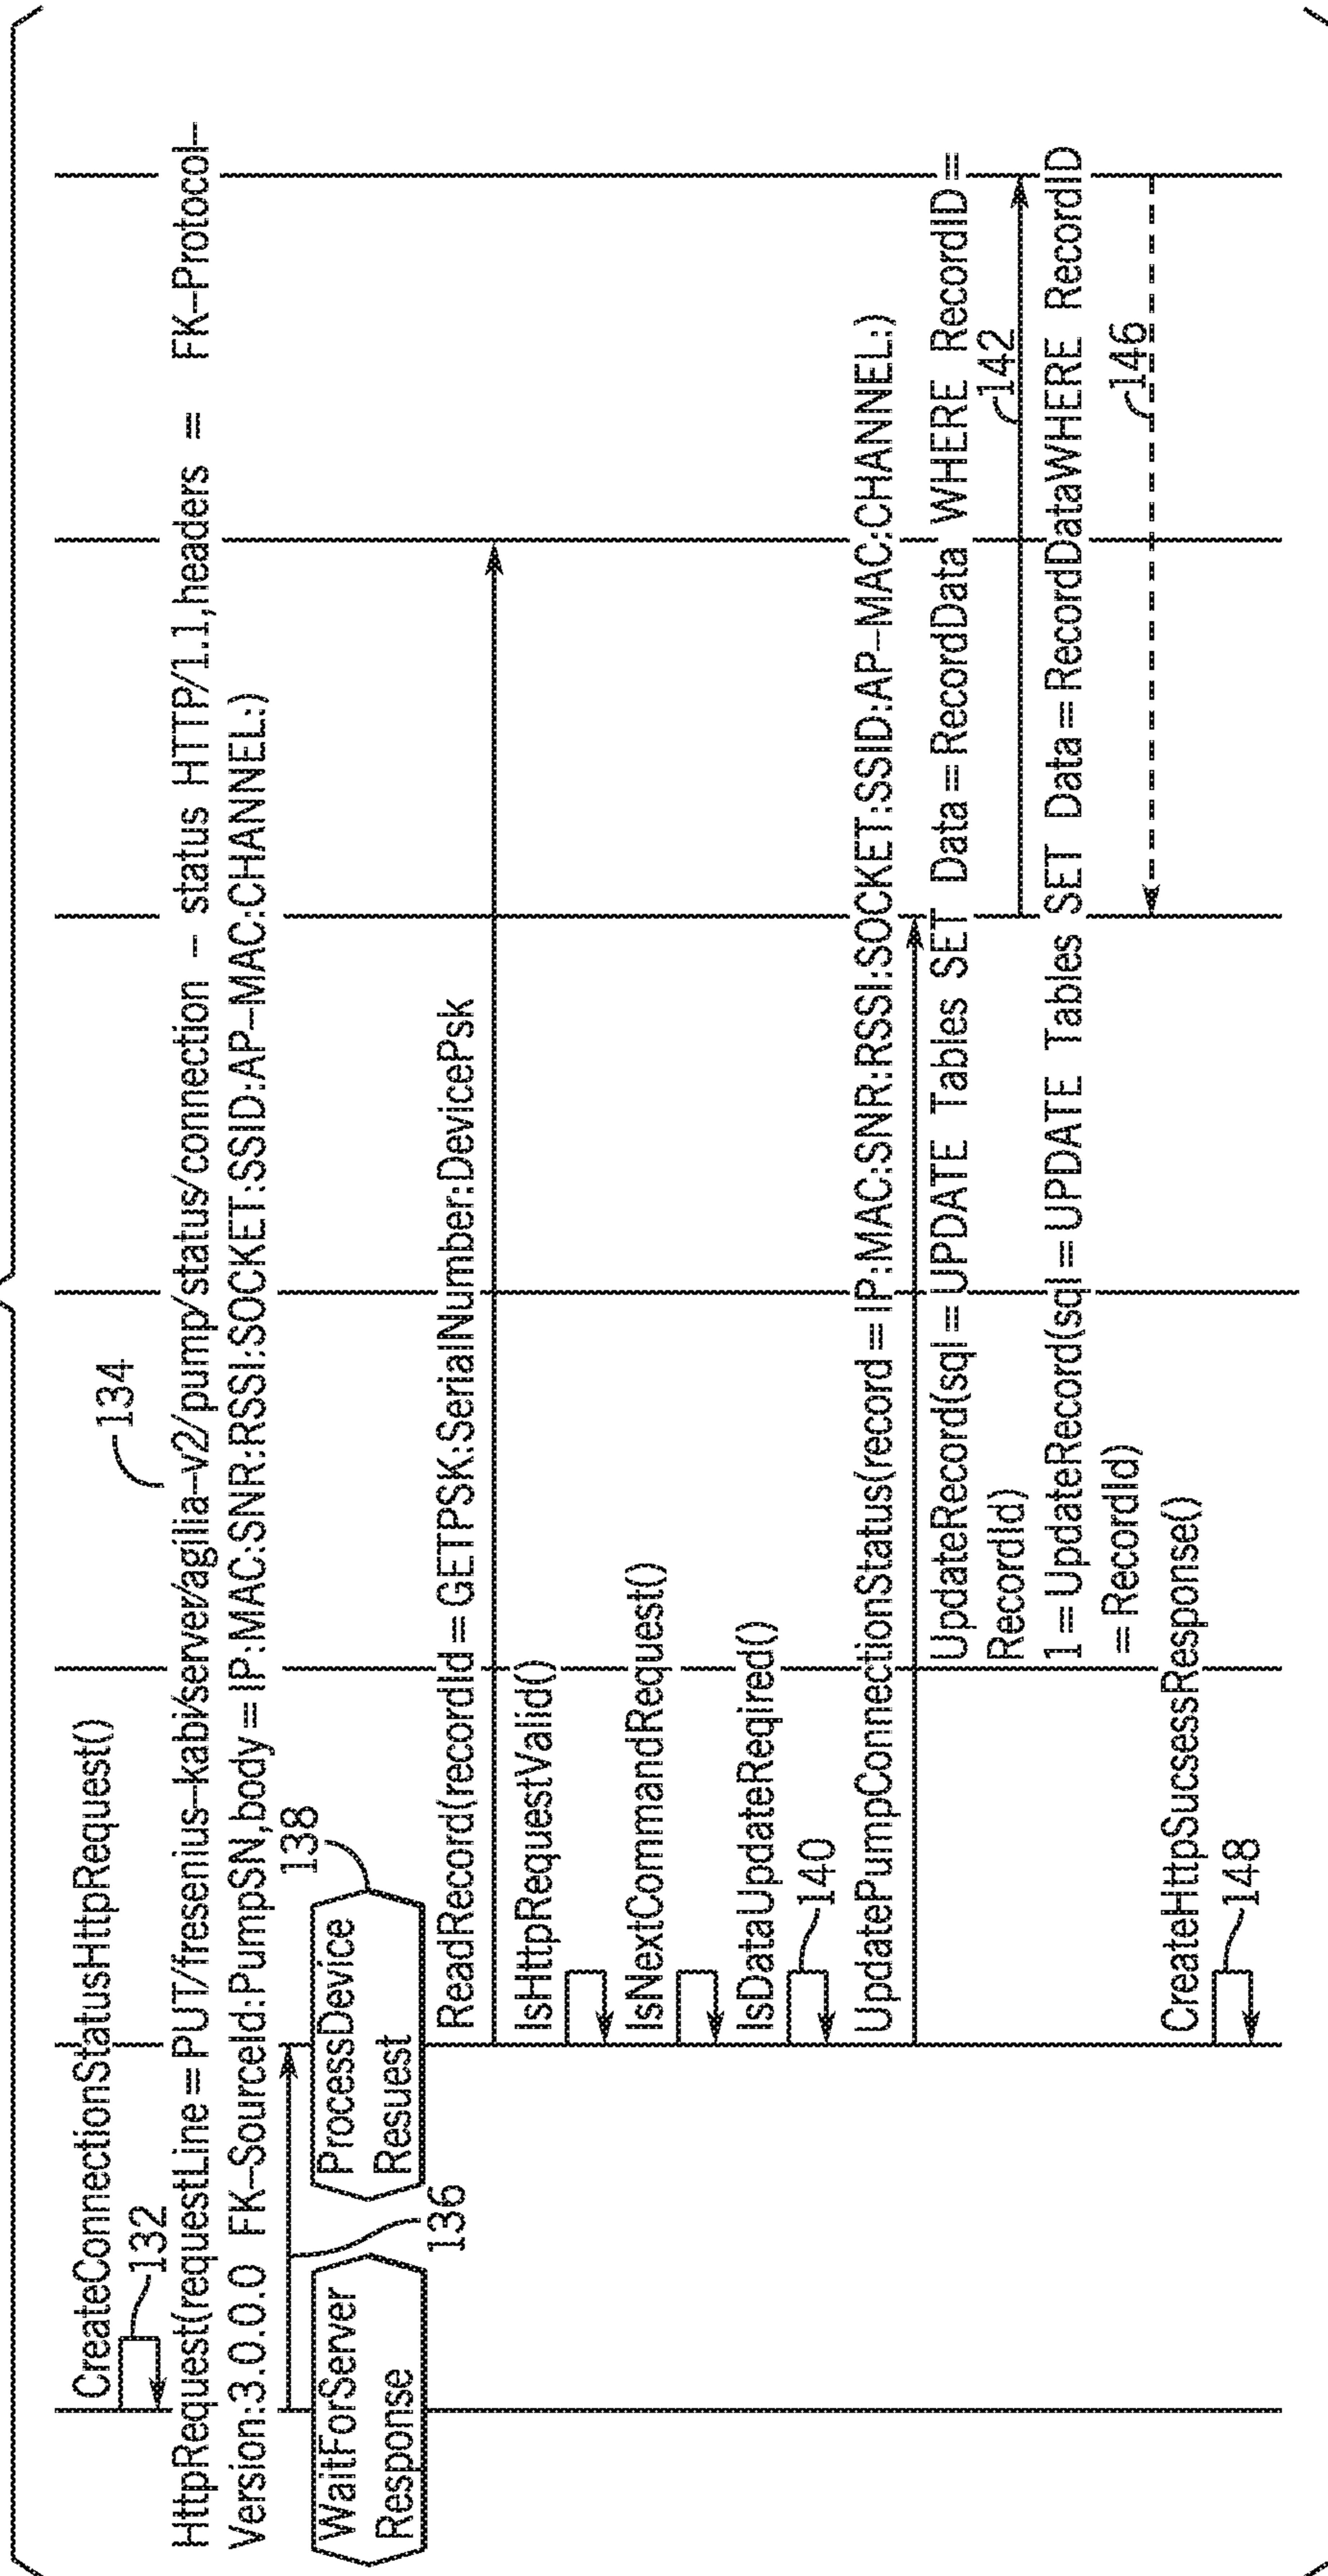 CreateConnectionStatusHttpRequest()
132
134
HttpRequest(requestLine = PUT/fresenius-kabi/server/agilia-v2/pump/status/connection - status HTTP/1.1,headers = FK-Protocol-
Version:3.0.0.0 FK-SourceId:PumpSN,body = IP:MAC:SNR:RSSI:SOCKET:SSID:AP-MAC:CHANNEL:)
136
138
WaitForServer
Response
ProcessDevice
Resuest
ReadRecord(recordId = GETPSK:SerialNumber:DevicePsk
IsHttpRequestValid()
IsNextCommandRequest()
IsDataUpdateReqired()
140
UpdatePumpConnectionStatus(record = IP:MAC:SNR:RSSI:SOCKET:SSID:AP-MAC:CHANNEL:)
UpdateRecord(sql = UPDATE Tables SET Data = RecordData WHERE RecordID =
RecordId)
142
1 = UpdateRecord(sql = UPDATE Tables SET Data = RecordDataWHERE RecordID
= RecordId)
146
CreateHttpSucsessResponse()
148